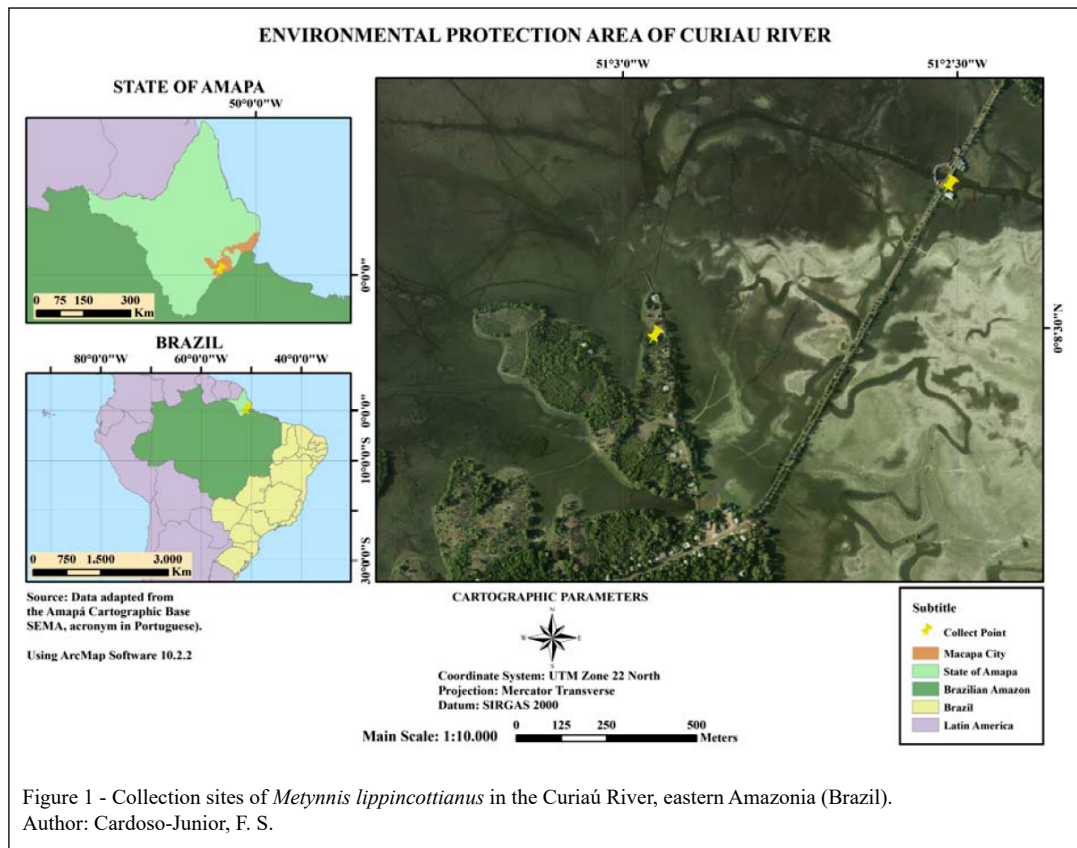 ENVIRONMENTAL PROTECTION AREA OF CURIAU RIVER
STATE OF AMAPA
50°0'0"W
0°0'0"
0 75 150 300
Km
BRAZIL
80°0'0"W 60°0'0"W 40°0'0"W
0°0'0"
10°0'0"S
30°0'0"S
0 750 1.500 3.000
Km
Source: Data adapted from
the Amapá Cartographic Base
SEMA, acronym in Portuguese).
Using ArcMap Software 10.2.2
51°3'0"W 51°2'30"W
0°8'30"N
CARTOGRAPHIC PARAMETERS
N
W E
S
Coordinate System: UTM Zone 22 North
Projection: Mercator Transverse
Datum: SIRGAS 2000
Main Scale: 1:10.000
0 125 250 500
Meters
Subtitle
Collect Point
Macapa City
State of Amapa
Brazilian Amazon
Brazil
Latin America
Figure 1 - Collection sites of Metynnis lippincottianus in the Curiaú River, eastern Amazonia (Brazil).
Author: Cardoso-Junior, F. S.